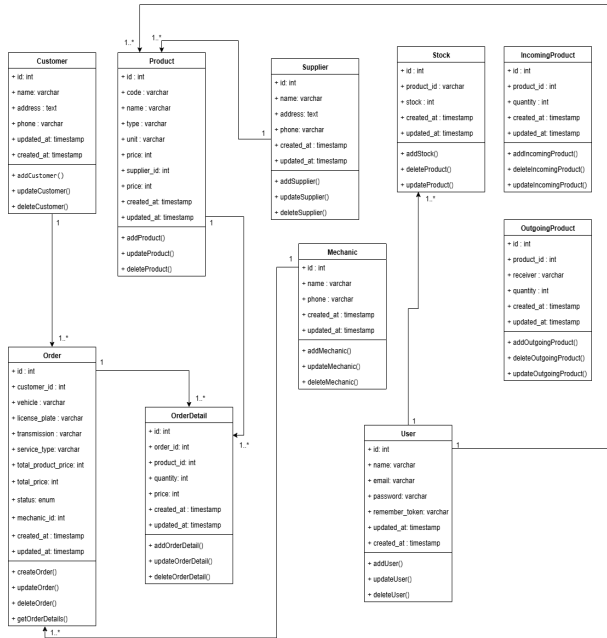 1..*
1..*
Customer
+ id: int
+ name: varchar
+ address : text
+ phone : varchar
+ updated_at: timestamp
+ created_at: timestamp
+ addCustomer()
+ updateCustomer()
+ deleteCustomer()
1
Product
+ id : int
+ code : varchar
+ name : varchar
+ type : varchar
+ unit : varchar
+ price: int
+ supplier_id: int
+ price: int
+ created_at : timestamp
+ updated_at: timestamp
+ addProduct()
+ updateProduct()
+ deleteProduct()
1
Supplier
+ id : int
+ name: varchar
+ address: text
+ phone: varchar
+ created_at : timestamp
+ updated_at: timestamp
+ addSupplier()
+ updateSupplier()
+ deleteSupplier()
1
Stock
+ id : int
+ product_id : varchar
+ stock : int
+ created_at : timestamp
+ updated_at: timestamp
+ addStock()
+ deleteProduct()
+ updateProduct()
1..*
IncomingProduct
+ id : int
+ product_id : int
+ quantity : int
+ created_at : timestamp
+ updated_at: timestamp
+ addIncomingProduct()
+ deleteIncomingProduct()
+ updateIncomingProduct()
OutgoingProduct
+ id : int
+ product_id : int
+ receiver : varchar
+ quantity : int
+ created_at : timestamp
+ updated_at: timestamp
+ addOutgoingProduct()
+ deleteOutgoingProduct()
+ updateOutgoingProduct()
1
Mechanic
+ id : int
+ name : varchar
+ phone : varchar
+ created_at : timestamp
+ updated_at: timestamp
+ addMechanic()
+ updateMechanic()
+ deleteMechanic()
1..*
Order
+ id : int
+ customer_id : int
+ vehicle : varchar
+ license_plate : varchar
+ transmission : varchar
+ service_type : varchar
+ total_product_price: int
+ total_price: int
+ status: enum
+ mechanic_id: int
+ created_at : timestamp
+ updated_at: timestamp
+ createOrder()
+ updateOrder()
+ deleteOrder()
+ getOrderDetails()
1
1..*
1..*
OrderDetail
+ id: int
+ order_id: int
+ product_id: int
+ quantity: int
+ price: int
+ created_at : timestamp
+ updated_at: timestamp
+ addOrderDetail()
+ updateOrderDetail()
+ deleteOrderDetail()
1..*
1
User
+ id: int
+ name: varchar
+ email: varchar
+ password: varchar
+ remember_token: varchar
+ updated_at: timestamp
+ created_at: timestamp
+ addUser()
+ updateUser()
+ deleteUser()
1